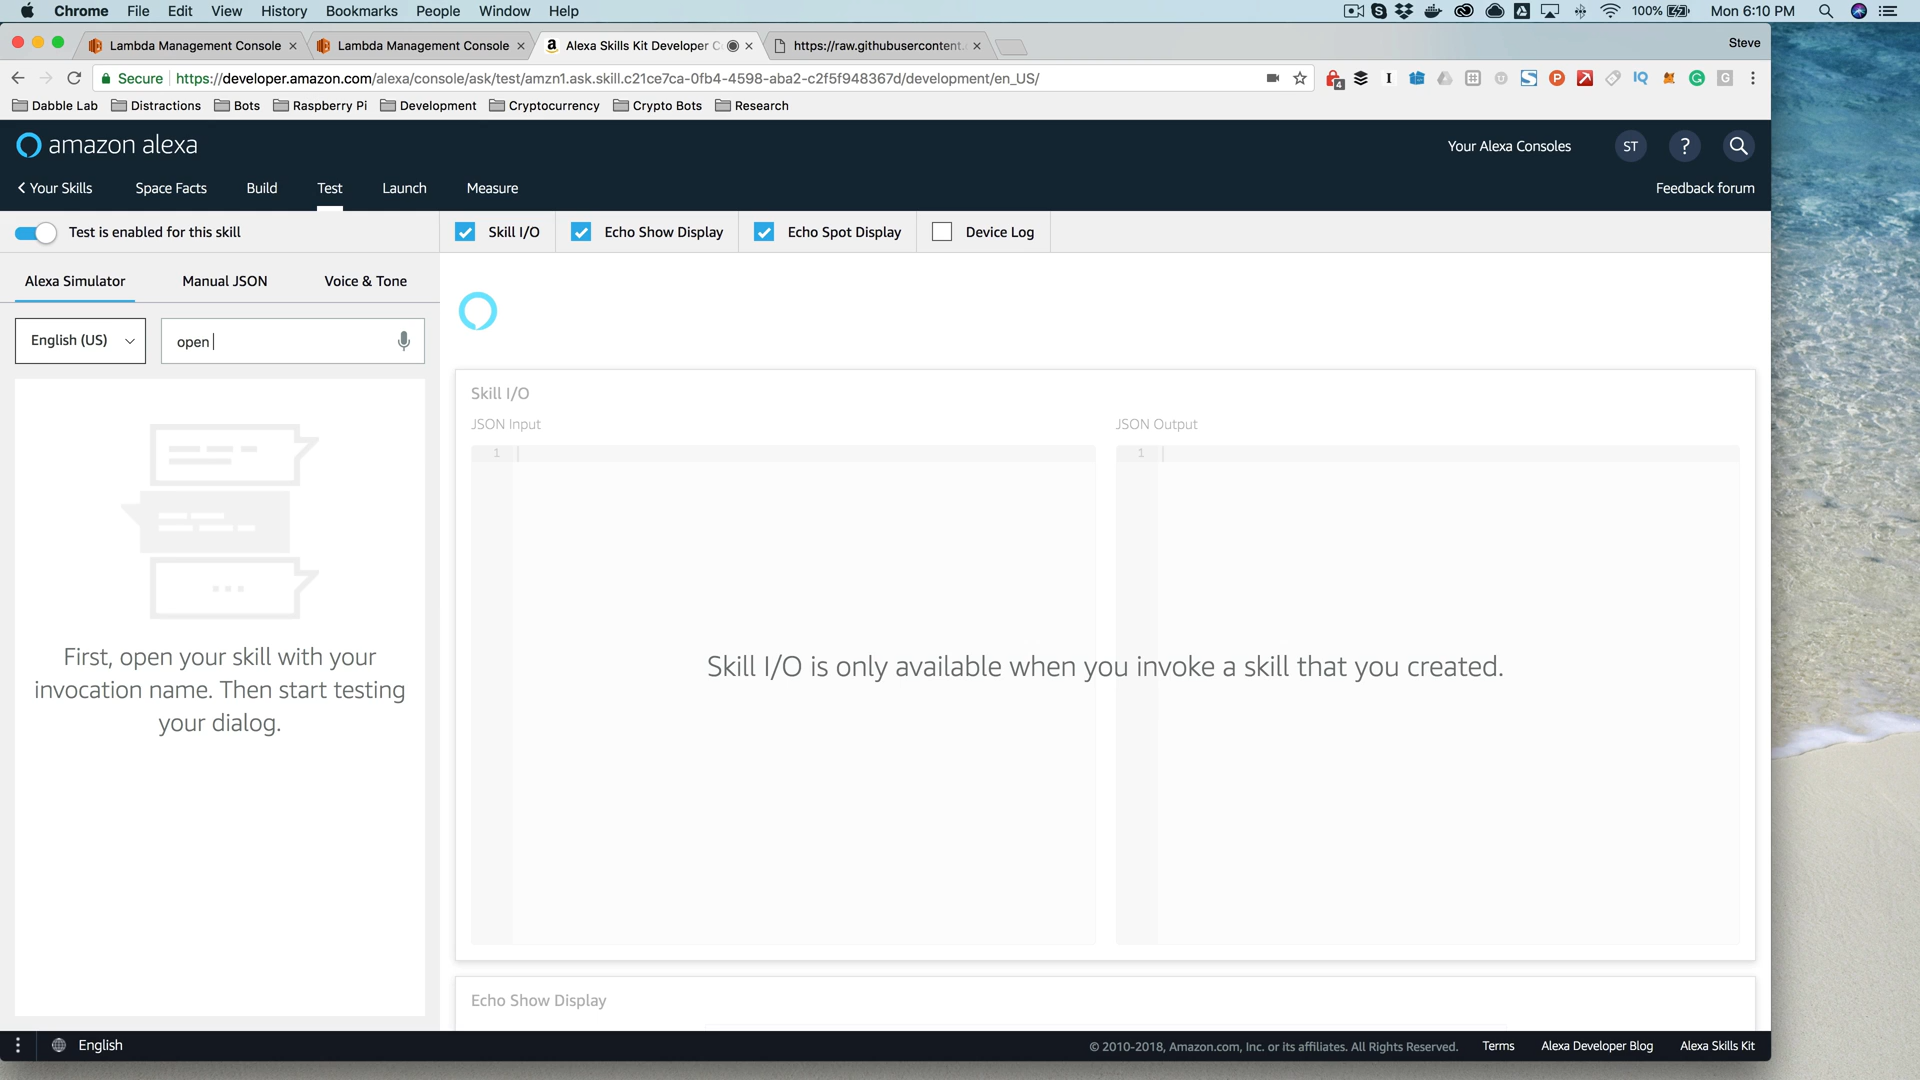 Chrome File Edit View History Bookmarks People Window Help 100% Mon 6:10 PM
Lambda Management Console Lambda Management Console Alexa Skills Kit Developer C https://raw.githubusercontent. Steve
Secure https://developer.amazon.com/alexa/console/ask/test/amzn1.ask.skill.c21ce7ca-0fb4-4598-aba2-c2f5f948367d/development/en_US/
Dabble Lab Distractions Bots Raspberry Pi Development Cryptocurrency Crypto Bots Research
amazon alexa Your Alexa Consoles ST ?
Your Skills Space Facts Build Test Launch Measure Feedback forum
Test is enabled for this skill Skill I/O Echo Show Display Echo Spot Display Device Log
Alexa Simulator Manual JSON Voice & Tone
English (US) open
Skill I/O
JSON Input JSON Output
1 1
First, open your skill with your
invocation name. Then start testing
your dialog.
Skill I/O is only available when you invoke a skill that you created.
Echo Show Display
English © 2010-2018, Amazon.com, Inc. or its affiliates. All Rights Reserved. Terms Alexa Developer Blog Alexa Skills Kit